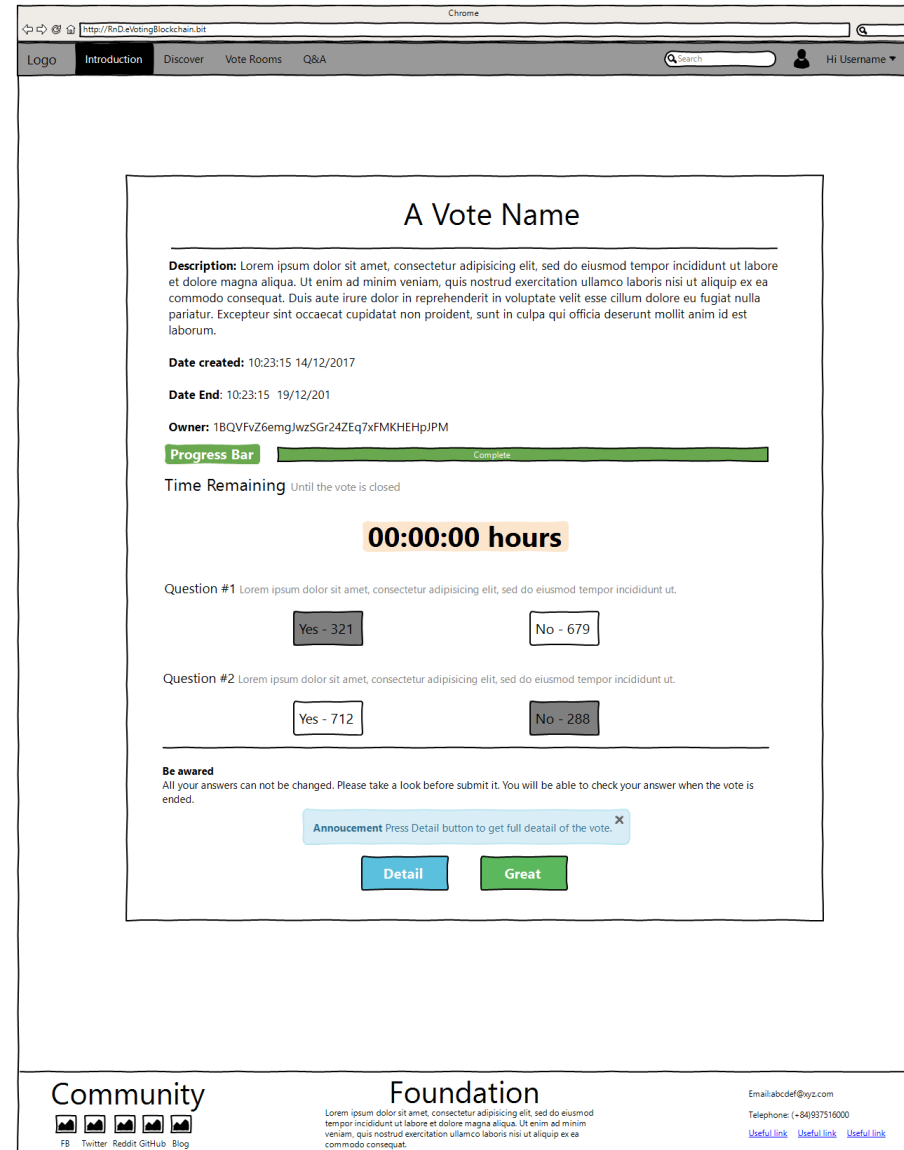 Chrome
http://RnD.eVotingBlockchain.bit
Logo Introduction Discover Vote Rooms Q&A Search Hi Username
A Vote Name
Description: Lorem ipsum dolor sit amet, consectetur adipisicing elit, sed do eiusmod tempor incididunt ut labore
et dolore magna aliqua. Ut enim ad minim veniam, quis nostrud exercitation ullamco laboris nisi ut aliquip ex ea
commodo consequat. Duis aute irure dolor in reprehenderit in voluptate velit esse cillum dolore eu fugiat nulla
pariatur. Excepteur sint occaecat cupidatat non proident, sunt in culpa qui officia deserunt mollit anim id est
laborum.
Date created: 10:23:15 14/12/2017
Date End: 10:23:15 19/12/201
Owner: 1BQVFvZ6emgJwzSGr24ZEq7xFMKHEHpJPM
Progress Bar Complete
Time Remaining Until the vote is closed
00:00:00 hours
Question #1 Lorem ipsum dolor sit amet, consectetur adipisicing elit, sed do eiusmod tempor incididunt ut.
Yes - 321 No - 679
Question #2 Lorem ipsum dolor sit amet, consectetur adipisicing elit, sed do eiusmod tempor incididunt ut.
Yes - 712 No - 288
Be awared
All your answers can not be changed. Please take a look before submit it. You will be able to check your answer when the vote is
ended.
Annoucement Press Detail button to get full deatail of the vote.
Detail Great
Community
FB Twitter Reddit GitHub Blog
Foundation
Lorem ipsum dolor sit amet, consectetur adipisicing elit, sed do eiusmod
tempor incididunt ut labore et dolore magna aliqua. Ut enim ad minim
veniam, quis nostrud exercitation ullamco laboris nisi ut aliquip ex ea
commodo consequat.
Email:abcdef@xyz.com
Telephone: (+84)937516000
Useful link Useful link Useful link